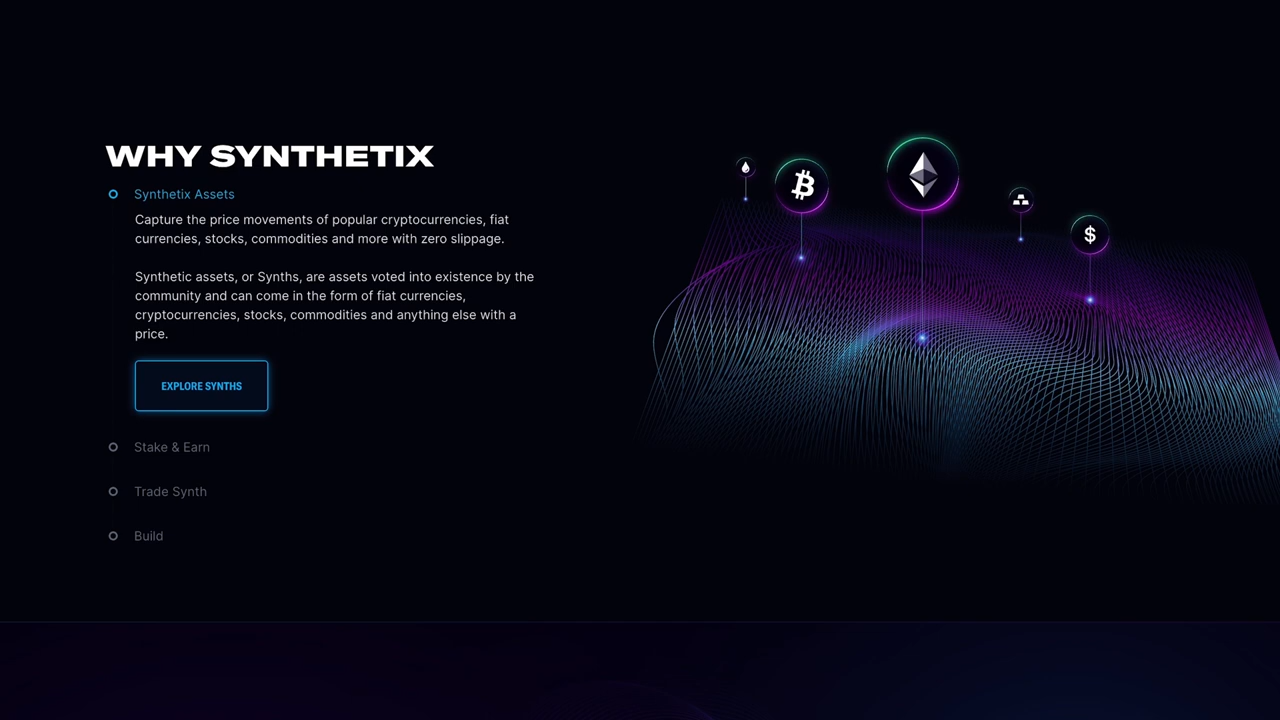 WHY SYNTHETIX
Synthetix Assets
Capture the price movements of popular cryptocurrencies, fiat
currencies, stocks, commodities and more with zero slippage.
Synthetic assets, or Synths, are assets voted into existence by the
community and can come in the form of fiat currencies,
cryptocurrencies, stocks, commodities and anything else with a
price.
EXPLORE SYNTHS
Stake & Earn
Trade Synth
Build